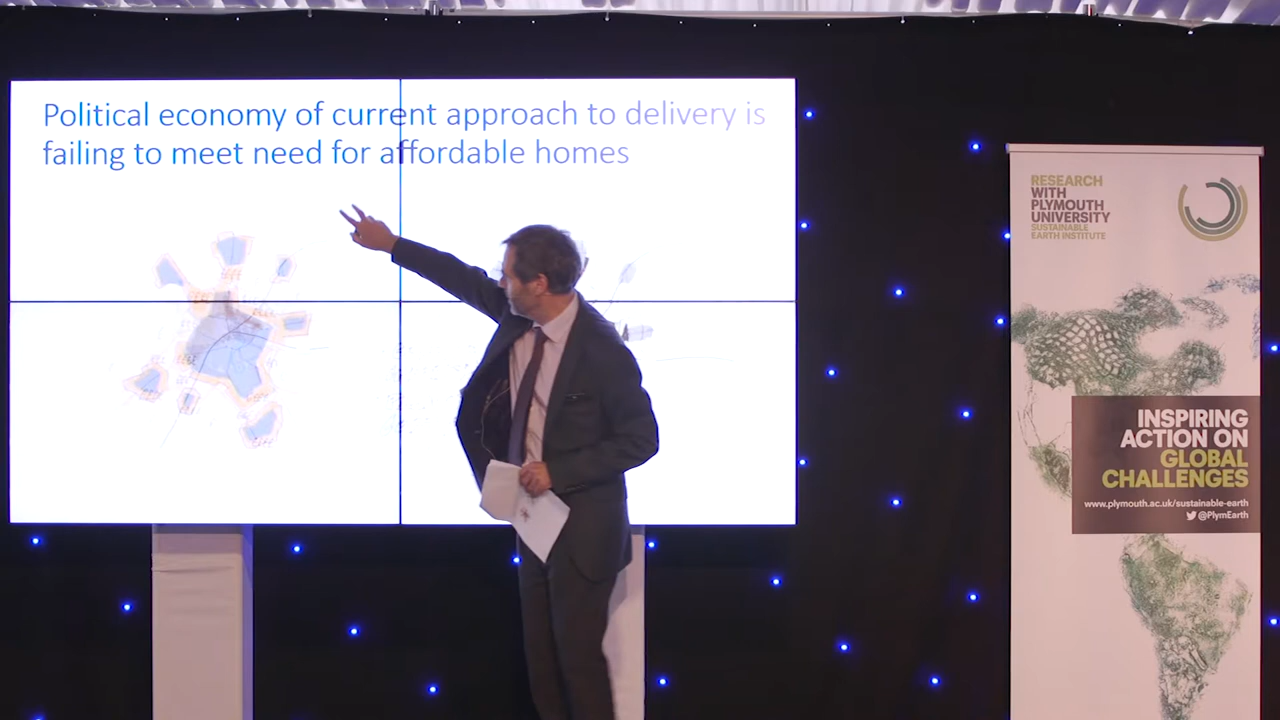 Political economy of current approach to delivery is
failing to meet need for affordable homes
RESEARCH
WITH
PLYMOUTH
UNIVERSITY
SUSTAINABLE
EARTH INSTITUTE
INSPIRING
ACTION ON
GLOBAL
CHALLENGES
www.plymouth.ac.uk/sustainable-earth
@PlymEarth